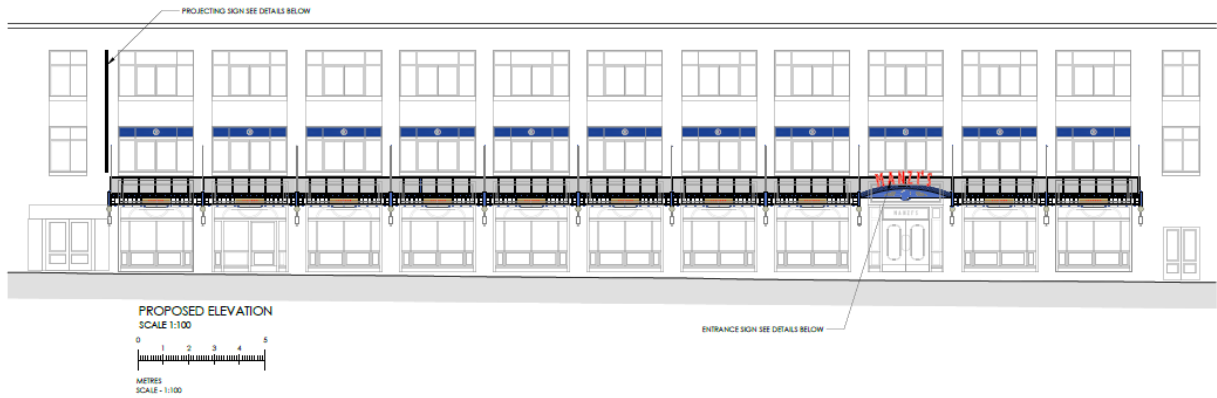 PROJECTING SIGN SEE DETAILS BELOW
NANCY'S
PROPOSED ELEVATION
SCALE 1:100
0 1 2 3 4 5
METRES
SCALE - 1:100
ENTRANCE SIGN SEE DETAILS BELOW